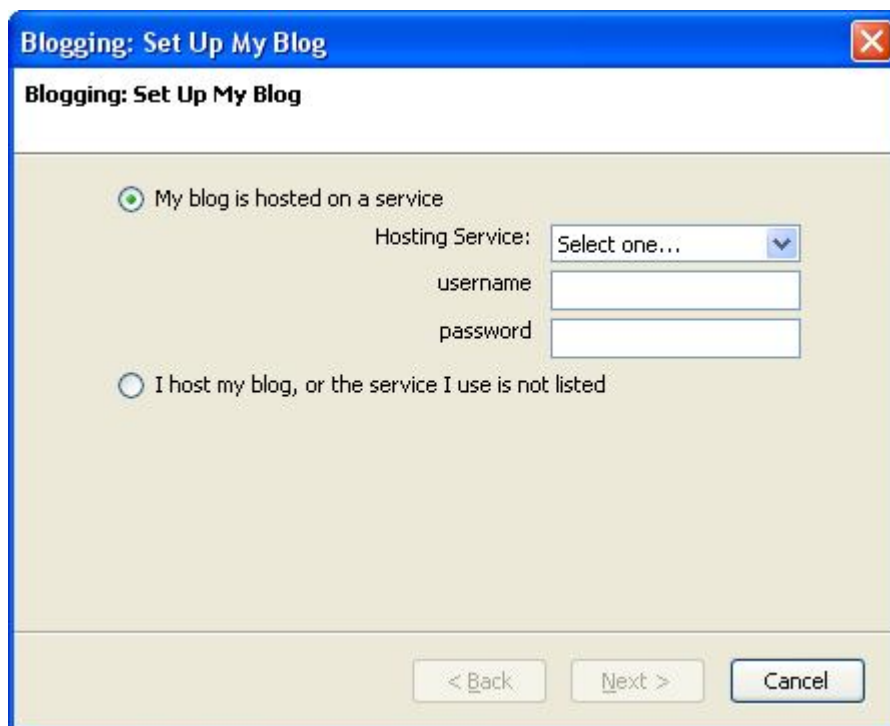 Blogging: Set Up My Blog
Blogging: Set Up My Blog
My blog is hosted on a service
Hosting Service: Select one...
username
password
I host my blog, or the service I use is not listed
< Back Next > Cancel